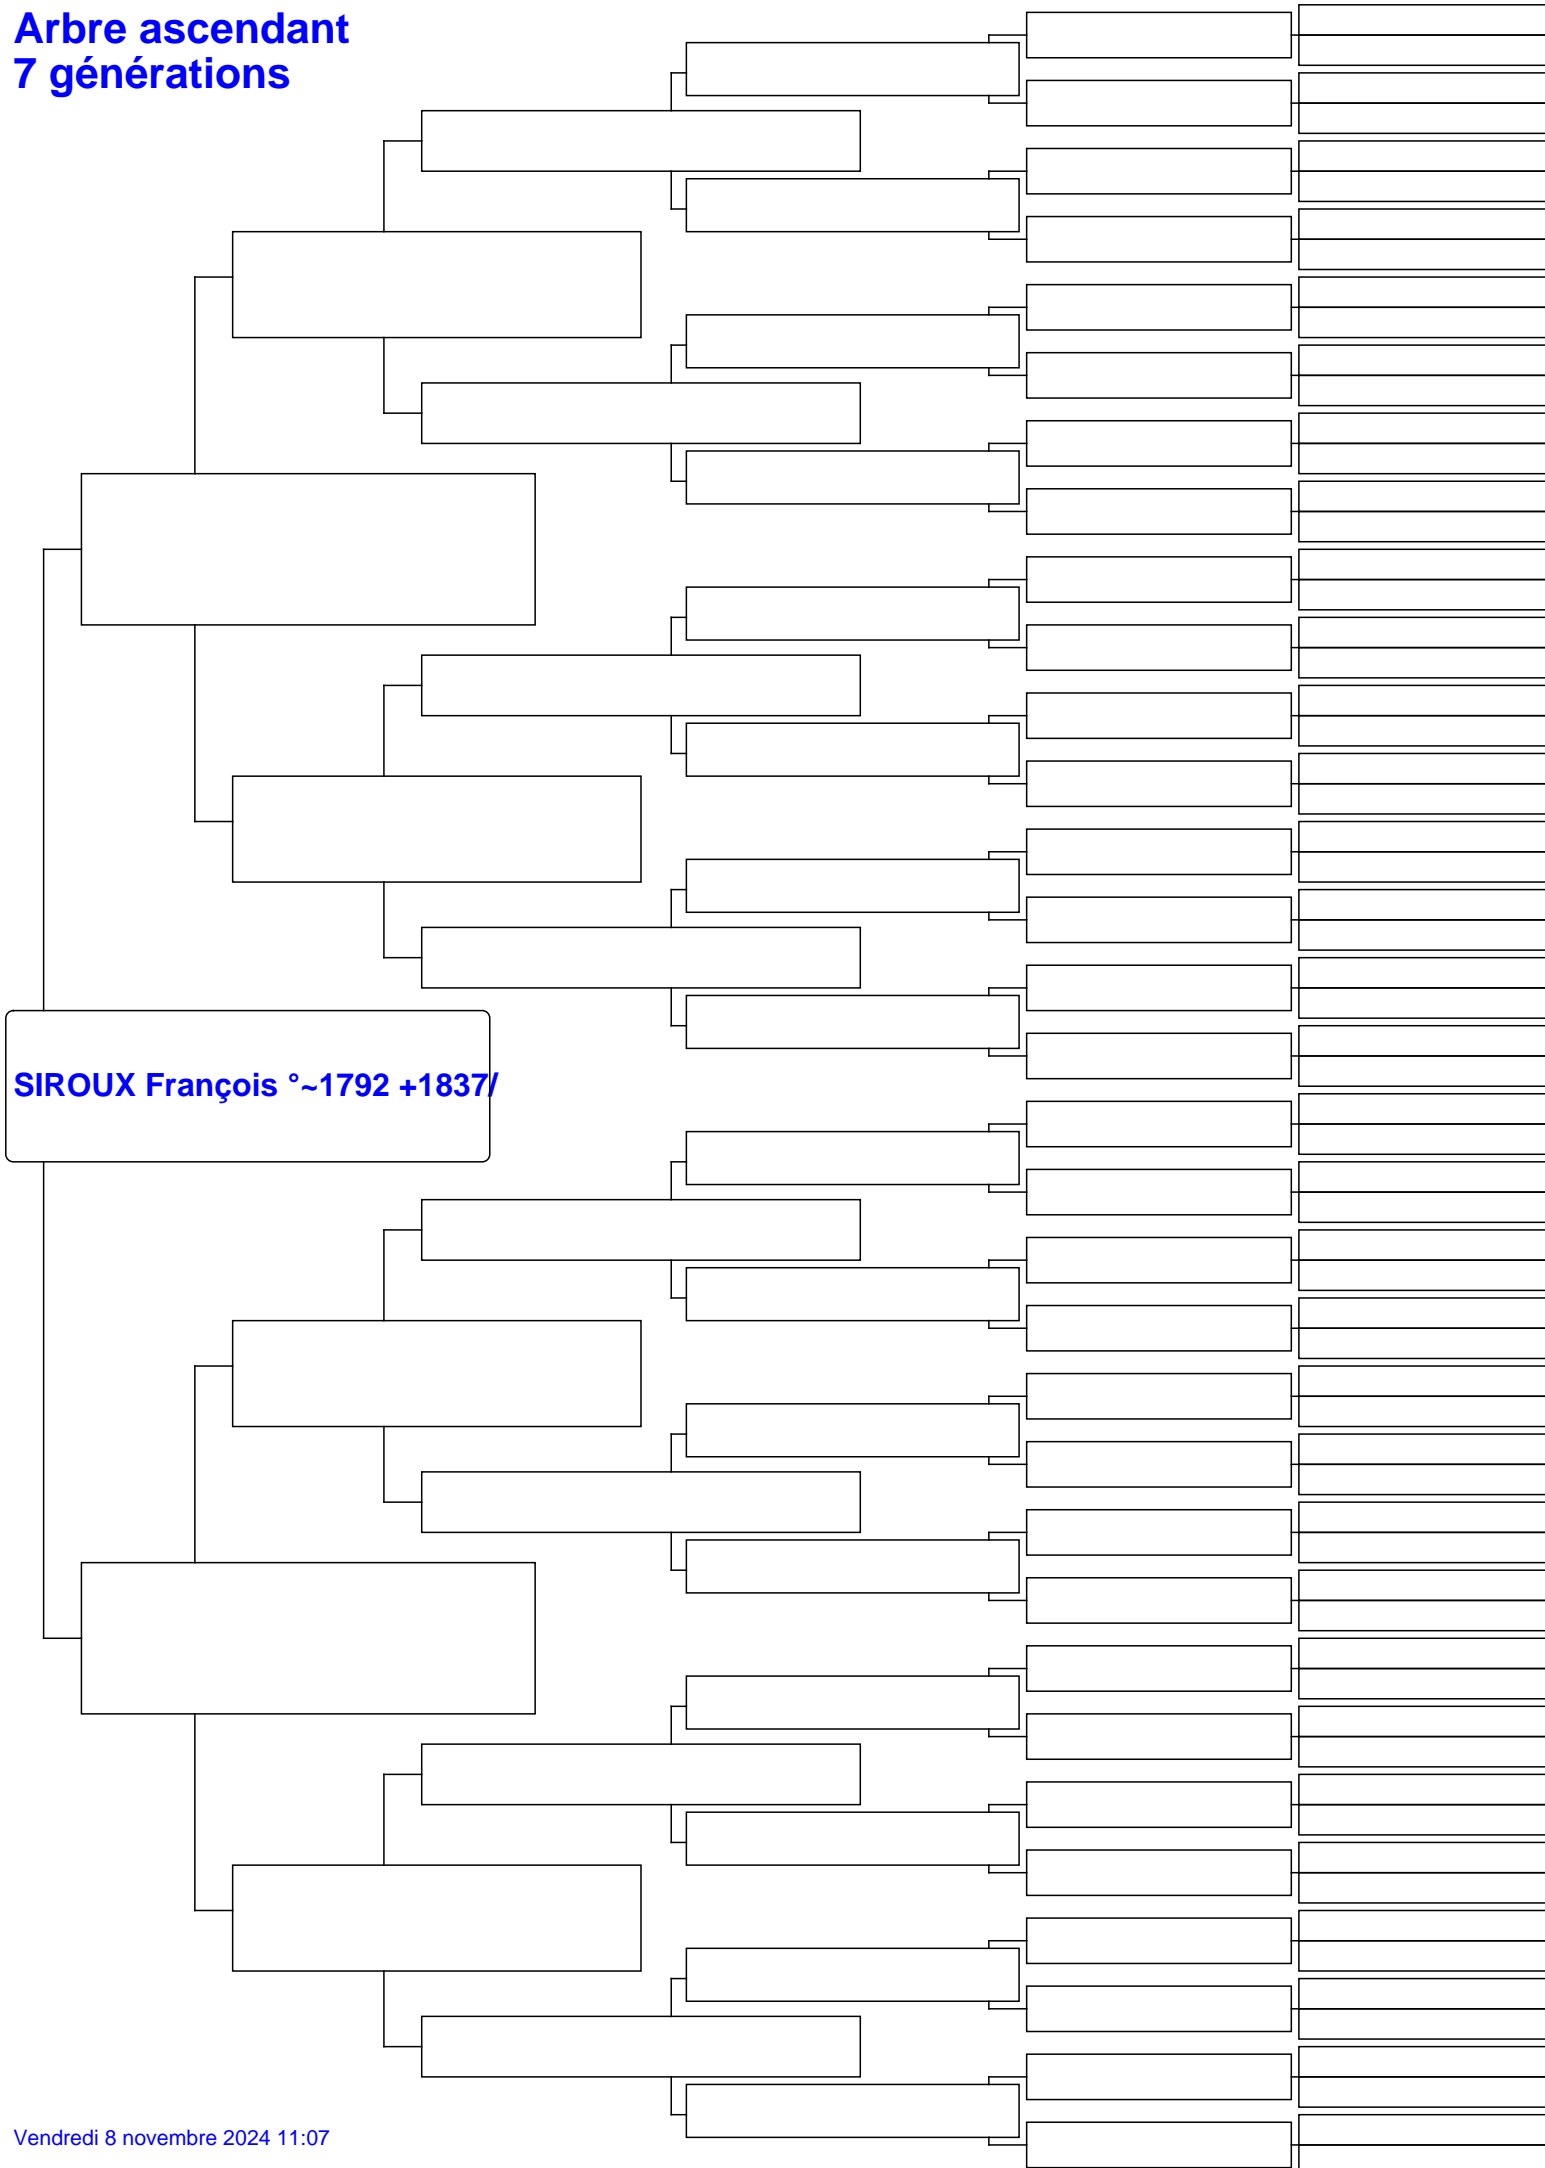 Arbre ascendant
7 générations
SIROUX François °~1792 +1837/
Vendredi 8 novembre 2024 11:07